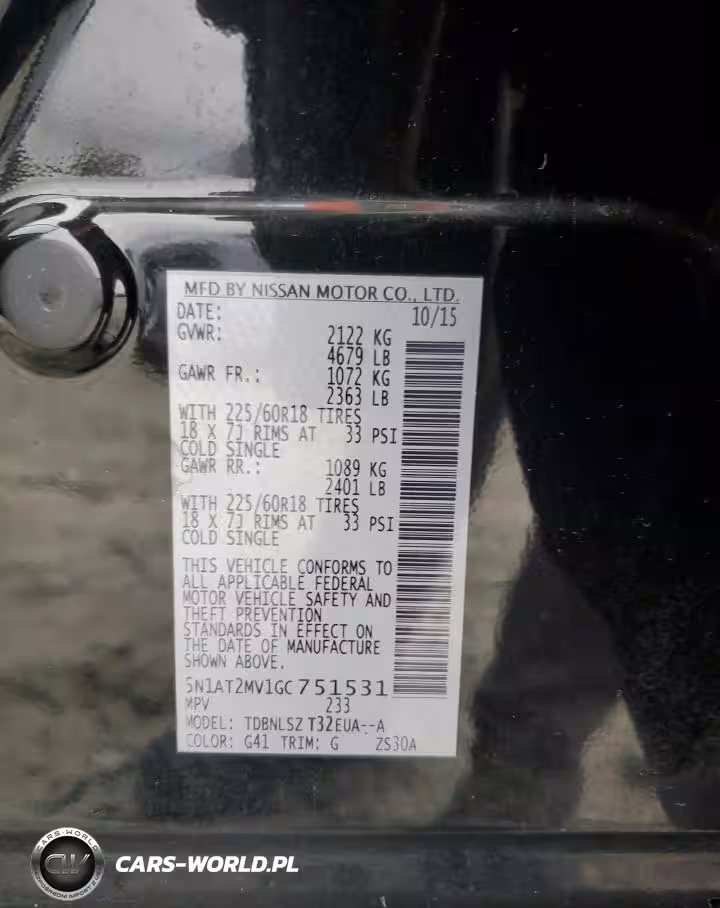 MFD BY NISSAN MOTOR CO., LTD.
DATE: 10/15
GVWR: 2122 KG
4679 LB
GAWR FR.: 1072 KG
2363 LB
WITH 225/60R18 TIRES
18 X 7J RIMS AT 33 PSI
COLD SINGLE
GAWR RR.: 1089 KG
2401 LB
WITH 225/60R18 TIRES
18 X 7J RIMS AT 33 PSI
COLD SINGLE
THIS VEHICLE CONFORMS TO
ALL APPLICABLE FEDERAL
MOTOR VEHICLE SAFETY AND
THEFT PREVENTION
STANDARDS IN EFFECT ON
THE DATE OF MANUFACTURE
SHOWN ABOVE.
5N1AT2MV1GC751531
MPV 233
MODEL: TDBNLSZ T32EUA--A
COLOR: G41 TRIM: G ZS30A
CARS-WORLD
CW
CARS-WORLD.PL